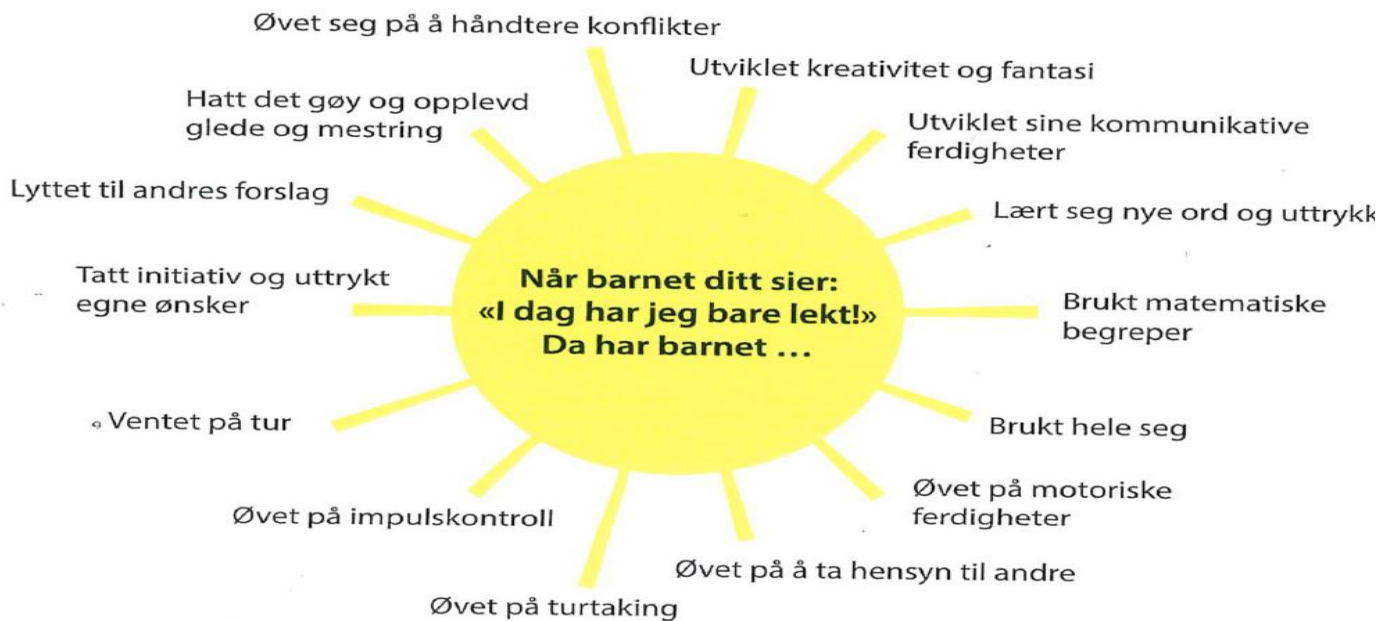 Øvet seg på å håndtere konflikter
Utviklet kreativitet og fantasi
Hatt det gøy og opplevd
glede og mestring
Utviklet sine kommunikative
ferdigheter
Lyttet til andres forslag
Lært seg nye ord og uttrykk
Når barnet ditt sier:
«I dag har jeg bare lekt!»
Da har barnet ...
Tatt initiativ og uttrykt
egne ønsker
Brukt matematiske
begreper
Ventet på tur
Brukt hele seg
Øvet på impulskontroll
Øvet på motoriske
ferdigheter
Øvet på å ta hensyn til andre
Øvet på turtaking